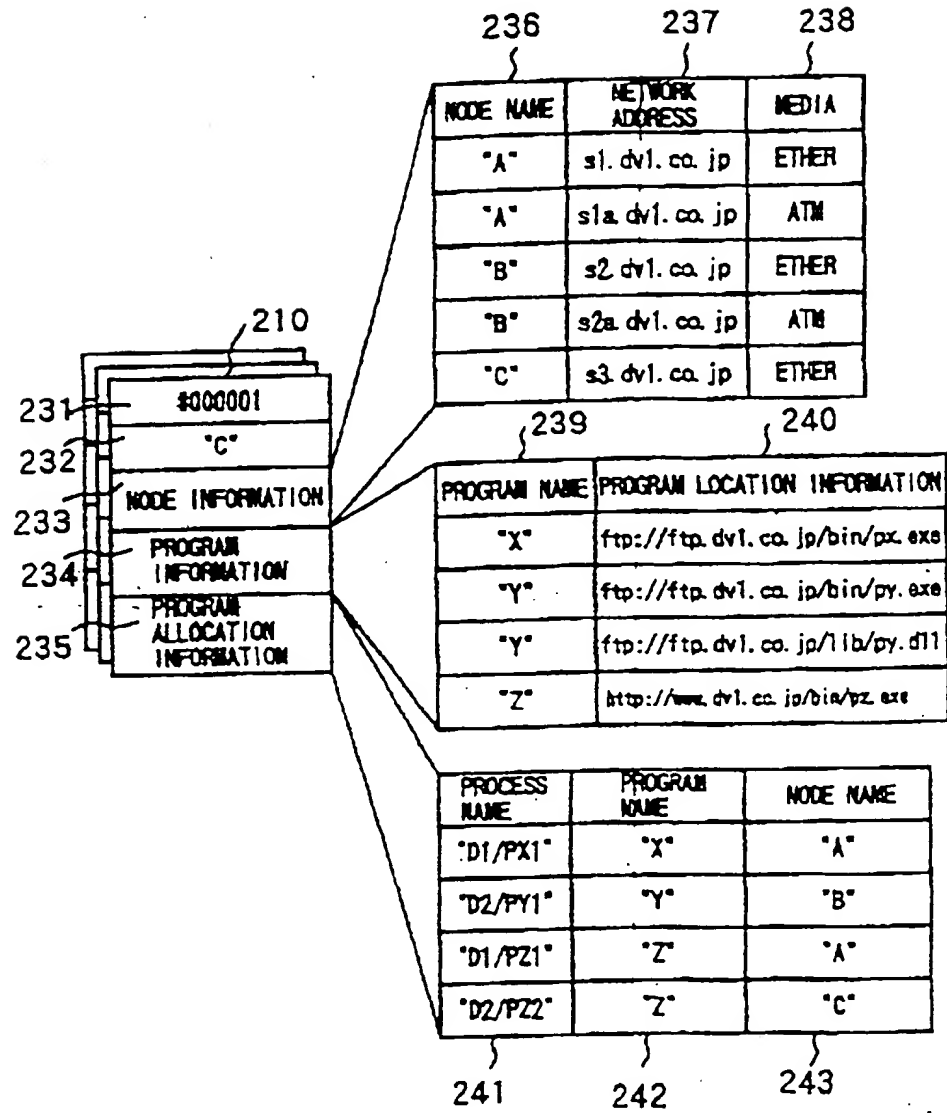 236 237 238
NODE NAME NETWORK ADDRESS MEDIA
"A" s1.dv1.co.jp ETHER
"A" s1a.dv1.co.jp ATM
"B" s2.dv1.co.jp ETHER
"B" s2a.dv1.co.jp ATM
"C" s3.dv1.co.jp ETHER
210
231 #000001
232 "C"
233 NODE INFORMATION
234 PROGRAM
INFORMATION
235 PROGRAM
ALLOCATION
INFORMATION
239 240
PROGRAM NAME PROGRAM LOCATION INFORMATION
"X" ftp://ftp.dv1.co.jp/bin/px.exe
"Y" ftp://ftp.dv1.co.jp/bin/py.exe
"Y" ftp://ftp.dv1.co.jp/lib/py.dll
"Z" http://www.dv1.co.jp/bin/pz.exe
PROCESS NAME PROGRAM NAME NODE NAME
"D1/PX1" "X" "A"
"D2/PY1" "Y" "B"
"D1/PZ1" "Z" "A"
"D2/PZ2" "Z" "C"
241 242 243